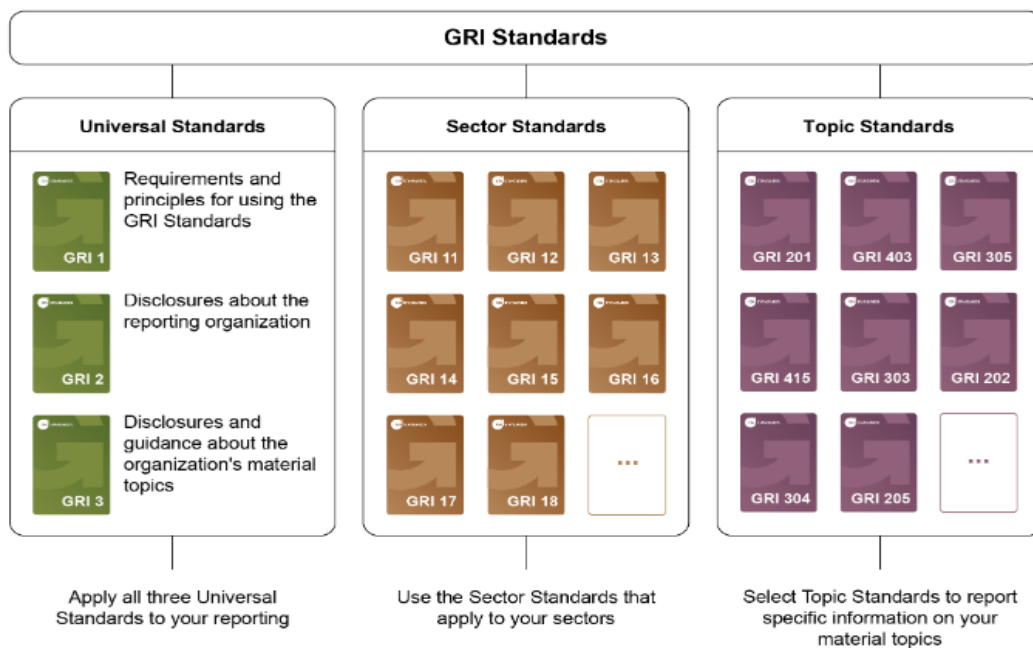 GRI Standards
Universal Standards
Requirements and
principles for using the
GRI Standards
GRI 1
Disclosures about the
reporting organization
GRI 2
Disclosures and
guidance about the
organization's material
topics
GRI 3
Apply all three Universal
Standards to your reporting
Sector Standards
GRI 11
GRI 12
GRI 13
GRI 14
GRI 15
GRI 16
GRI 17
GRI 18
...
Use the Sector Standards that
apply to your sectors
Topic Standards
GRI 201
GRI 403
GRI 305
GRI 415
GRI 303
GRI 202
GRI 304
GRI 205
...
Select Topic Standards to report
specific information on your
material topics